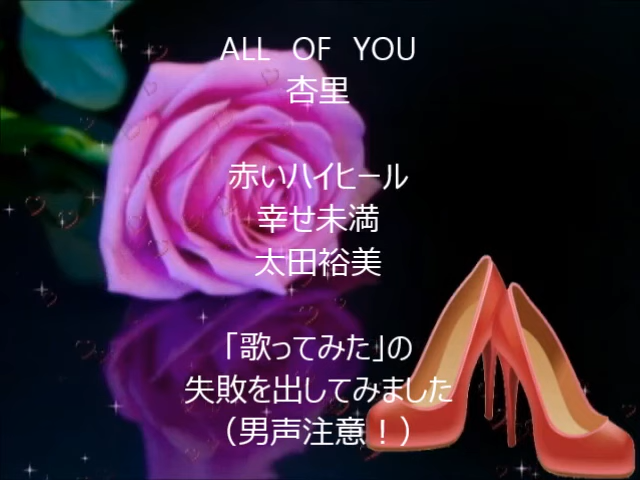 ALL OF YOU
杏里
赤いハイヒール
幸せ未満
太田裕美
「歌ってみた」の
失敗を出してみました
（男声注意！）